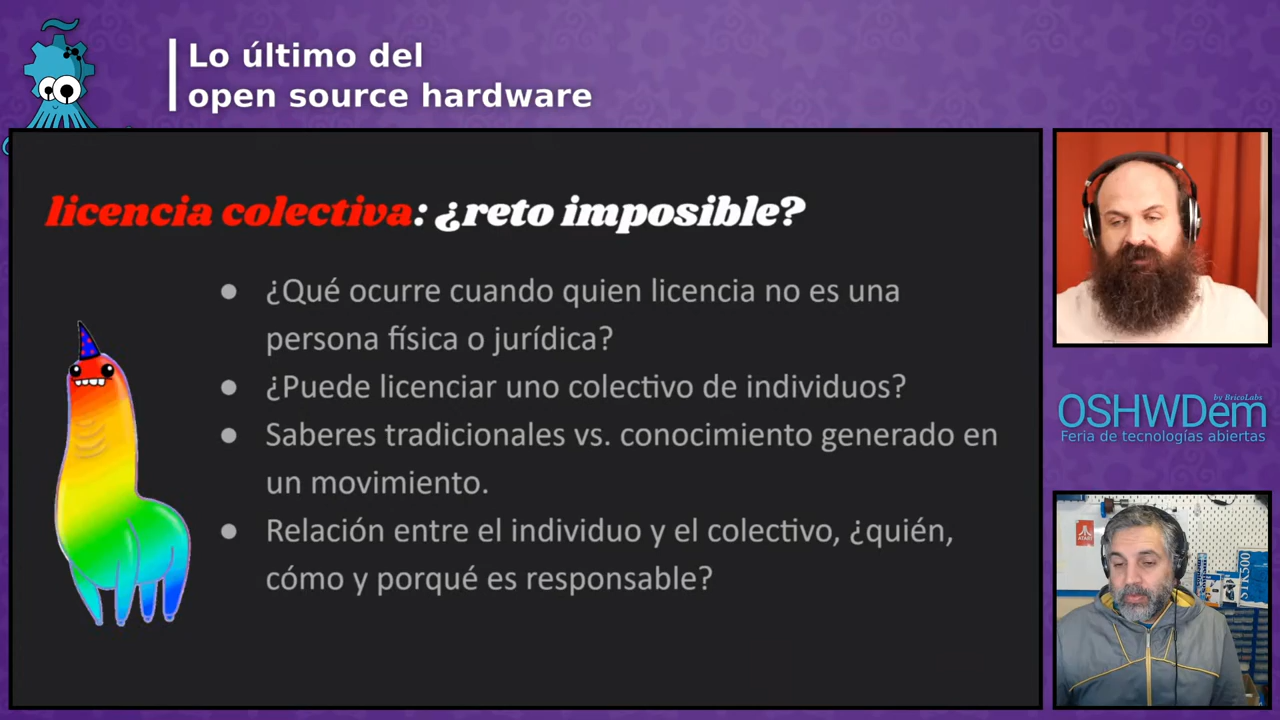 Lo último del
open source hardware
licencia colectiva: ¿reto imposible?
● ¿Qué ocurre cuando quien licencia no es una
persona física o jurídica?
● ¿Puede licenciar uno colectivo de individuos?
● Saberes tradicionales vs. conocimiento generado en
un movimiento.
● Relación entre el individuo y el colectivo, ¿quién,
cómo y porqué es responsable?
by BricoLabs
OSHWDem
Feria de tecnologías abiertas
ATARI
STK500